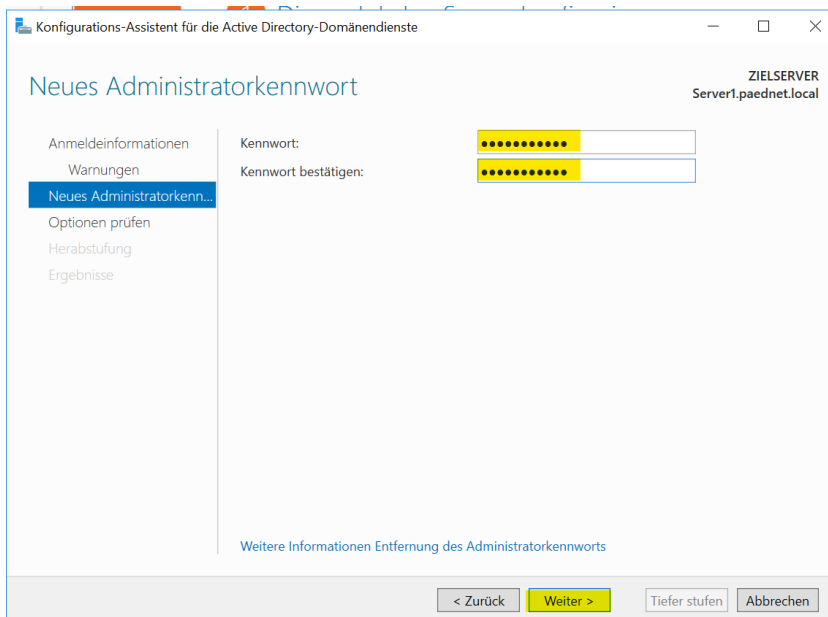 Konfigurations-Assistent für die Active Directory-Domänendienste
Neues Administratorkennwort
ZIELSERVER
Server1.paednet.local
Anmeldeinformationen
Warnungen
Neues Administratorkenn...
Optionen prüfen
Herabstufung
Ergebnisse
Kennwort: •••••••••••
Kennwort bestätigen: •••••••••••
Weitere Informationen Entfernung des Administratorkennworts
< Zurück Weiter > Tiefer stufen Abbrechen